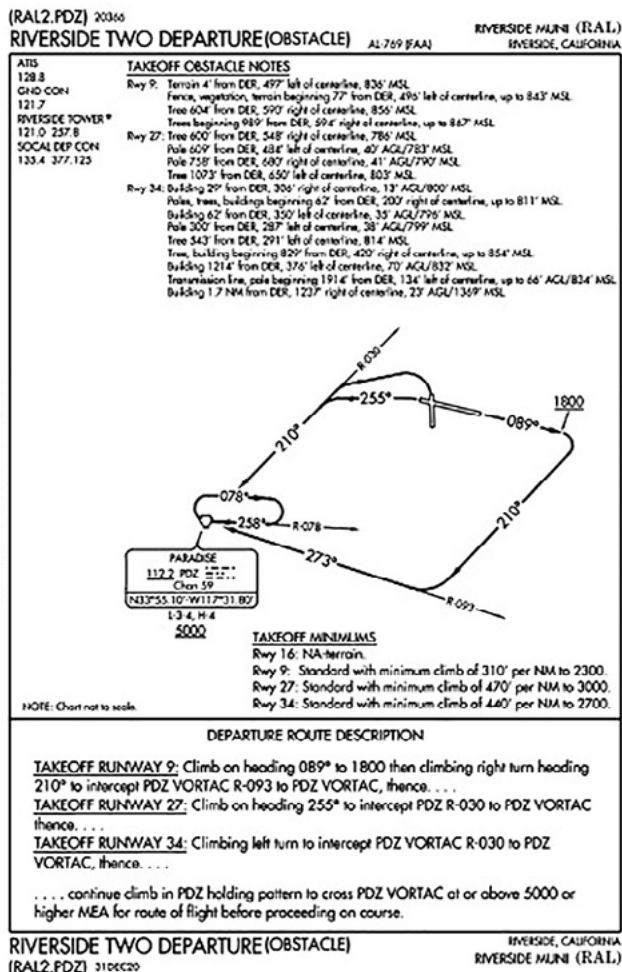 (RAL2.PDZ) 20366
RIVERSIDE TWO DEPARTURE(OBSTACLE) AL-769 (FAA)
RIVERSIDE MUNI (RAL)
RIVERSIDE, CALIFORNIA
ATIS
128.8
GND CON
121.7
RIVERSIDE TOWER*
121.0 257.8
SOCAL DEP CON
135.4 377.125
TAKEOFF OBSTACLE NOTES
Rwy 9: Terrain 4' from DER, 497' left of centerline, 836' MSL.
Fence, vegetation, terrain beginning 77' from DER, 496' left of centerline, up to 843' MSL.
Tree 604' from DER, 590' right of centerline, 856' MSL.
Trees beginning 989' from DER, 594' right of centerline, up to 867' MSL.
Rwy 27: Tree 600' from DER, 548' right of centerline, 786' MSL.
Pole 609' from DER, 484' left of centerline, 40' AGL/783' MSL.
Pole 758' from DER, 680' right of centerline, 41' AGL/790' MSL.
Tree 1073' from DER, 650' left of centerline, 803' MSL.
Rwy 34: Building 29' from DER, 306' right of centerline, 13' AGL/800' MSL.
Poles, trees, buildings beginning 62' from DER, 200' right of centerline, up to 811' MSL.
Building 62' from DER, 350' left of centerline, 35' AGL/796' MSL.
Pole 300' from DER, 287' left of centerline, 38' AGL/799' MSL.
Tree 543' from DER, 291' left of centerline, 814' MSL.
Tree, building beginning 829' from DER, 420' right of centerline, up to 854' MSL.
Building 1214' from DER, 376' left of centerline, 70' AGL/832' MSL.
Transmission line, pole beginning 1914' from DER, 134' left of centerline, up to 66' AGL/834' MSL.
Building 1.7 NM from DER, 1237' right of centerline, 23' AGL/1369' MSL.
R-030
255°
089°
1800
210°
210°
078°
258°
R-078
273°
R-093
PARADISE
112.2 PDZ
Chan 59
N33°55.10'-W117°31.80'
L-3-4, H-4
5000
TAKEOFF MINIMUMS
Rwy 16: NA-terrain.
Rwy 9: Standard with minimum climb of 310' per NM to 2300.
Rwy 27: Standard with minimum climb of 470' per NM to 3000.
Rwy 34: Standard with minimum climb of 440' per NM to 2700.
NOTE: Chart not to scale.
DEPARTURE ROUTE DESCRIPTION
TAKEOFF RUNWAY 9: Climb on heading 089° to 1800 then climbing right turn heading
210° to intercept PDZ VORTAC R-093 to PDZ VORTAC, thence. . . .
TAKEOFF RUNWAY 27: Climb on heading 255° to intercept PDZ R-030 to PDZ VORTAC
thence. . . .
TAKEOFF RUNWAY 34: Climbing left turn to intercept PDZ VORTAC R-030 to PDZ
VORTAC, thence. . . .
. . . . continue climb in PDZ holding pattern to cross PDZ VORTAC at or above 5000 or
higher MEA for route of flight before proceeding on course.
RIVERSIDE TWO DEPARTURE(OBSTACLE)
(RAL2.PDZ) 31DEC20
RIVERSIDE, CALIFORNIA
RIVERSIDE MUNI (RAL)